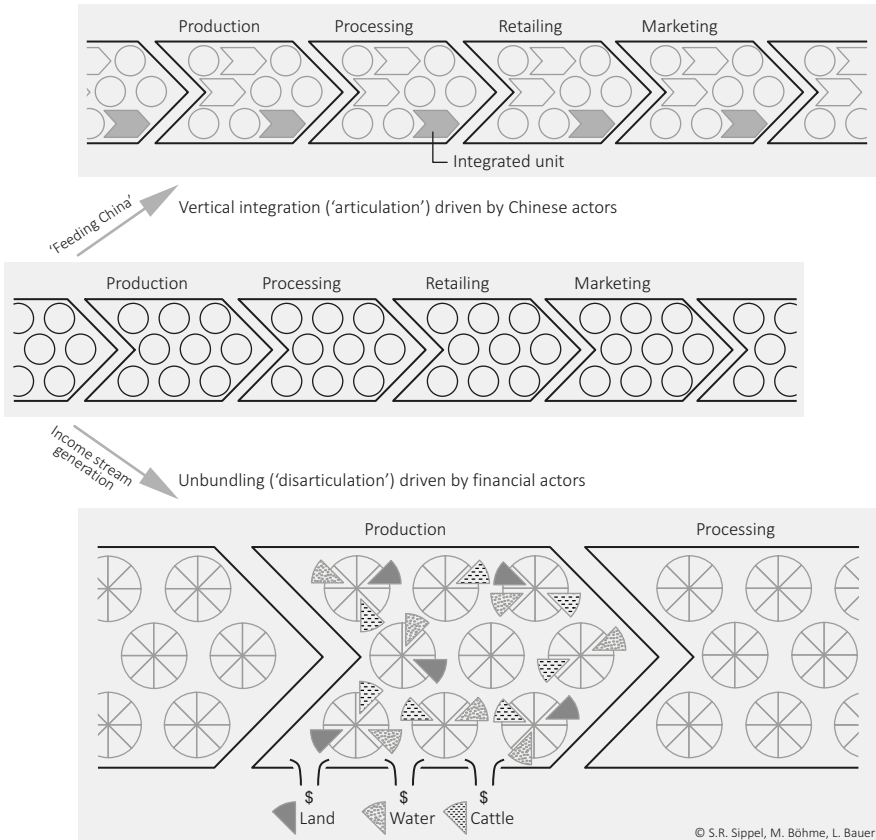 Production Processing Retailing Marketing
Integrated unit
‘Feeding China’
Vertical integration (‘articulation’) driven by Chinese actors
Production Processing Retailing Marketing
Income stream
generation
Unbundling (‘disarticulation’) driven by financial actors
Production Processing
$ $ $
Land Water Cattle
© S.R. Sippel, M. Böhme, L. Bauer